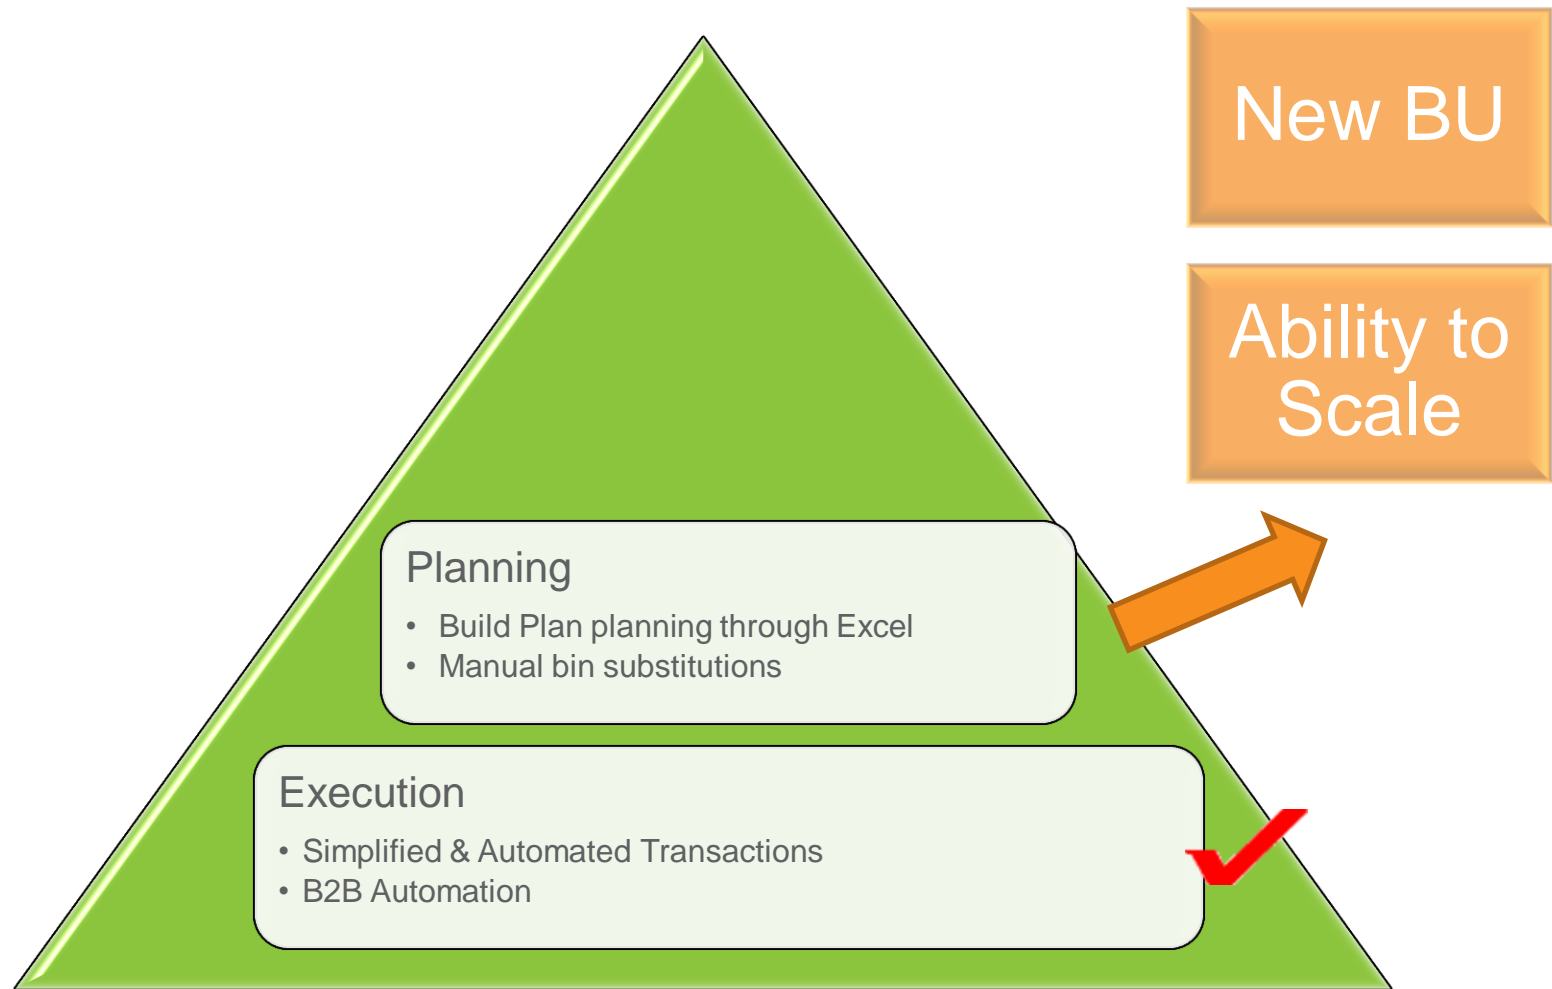 New BU
Ability to
Scale
Planning
• Build Plan planning through Excel
• Manual bin substitutions
Execution
• Simplified & Automated Transactions
• B2B Automation